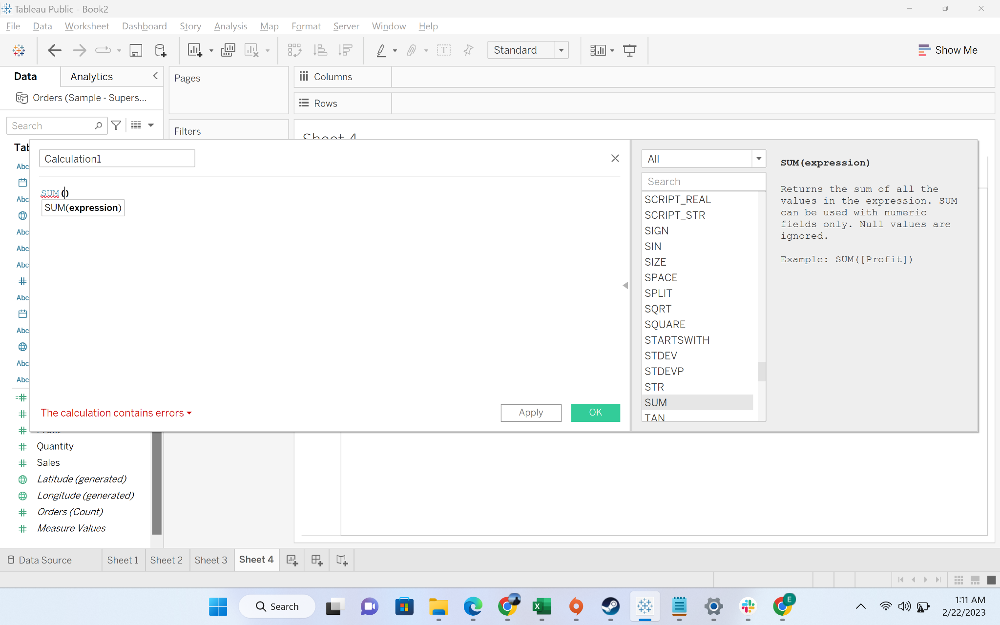 Tableau Public - Book2
File Data Worksheet Dashboard Story Analysis Map Format Server Window Help
Standard
Show Me
Data Analytics
Orders (Sample - Supers...
Search
Pages
Columns
Rows
Filters
Sheet 4
Tab
Abc
Abc
Abc
Abc
Abc
Abc
Abc
Abc
Abc
Calculation1
SUM ()
SUM(expression)
The calculation contains errors
Apply
OK
All
Search
SCRIPT_REAL
SCRIPT_STR
SIGN
SIN
SIZE
SPACE
SPLIT
SQRT
SQUARE
STARTSWITH
STDEV
STDEVP
STR
SUM
TAN
SUM(expression)
Returns the sum of all the
values in the expression. SUM
can be used with numeric
fields only. Null values are
ignored.
Example: SUM([Profit])
Profit
Quantity
Sales
Latitude (generated)
Longitude (generated)
Orders (Count)
Measure Values
Data Source Sheet 1 Sheet 2 Sheet 3 Sheet 4
Search
E
1:11 AM
2/22/2023